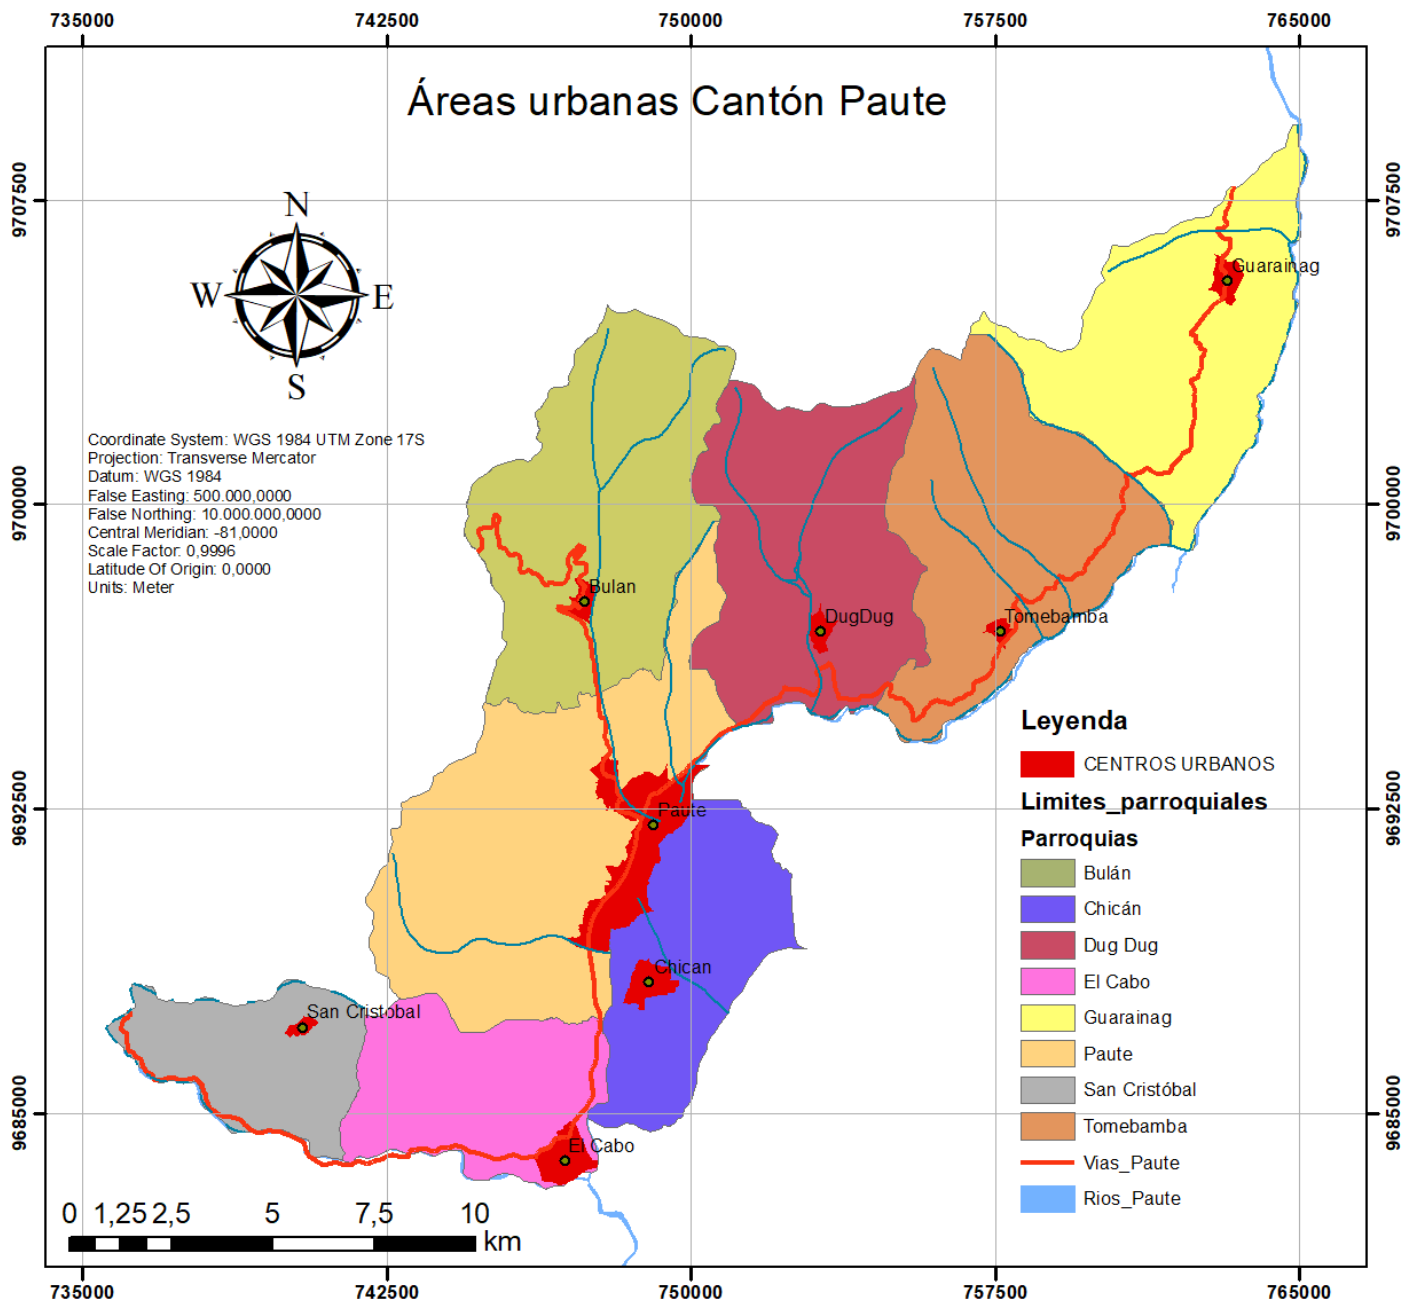 735000
742500
750000
757500
765000
Áreas urbanas Cantón Paute
9707500
9707500
N
W
E
S
Guarainag
Coordinate System: WGS 1984 UTM Zone 17S
Projection: Transverse Mercator
Datum: WGS 1984
False Easting: 500.000,0000
False Northing: 10.000.000,0000
Central Meridian: -81,0000
Scale Factor: 0,9996
Latitude Of Origin: 0,0000
Units: Meter
9700000
9700000
Bulan
DugDug
Tomebamba
Paute
Chican
San Cristobal
El Cabo
9692500
9692500
9685000
9685000
Leyenda
CENTROS URBANOS
Limites_parroquiales
Parroquias
Bulán
Chicán
Dug Dug
El Cabo
Guarainag
Paute
San Cristóbal
Tomebamba
Vias_Paute
Rios_Paute
0 1,25 2,5 5 7,5 10
km
735000
742500
750000
757500
765000